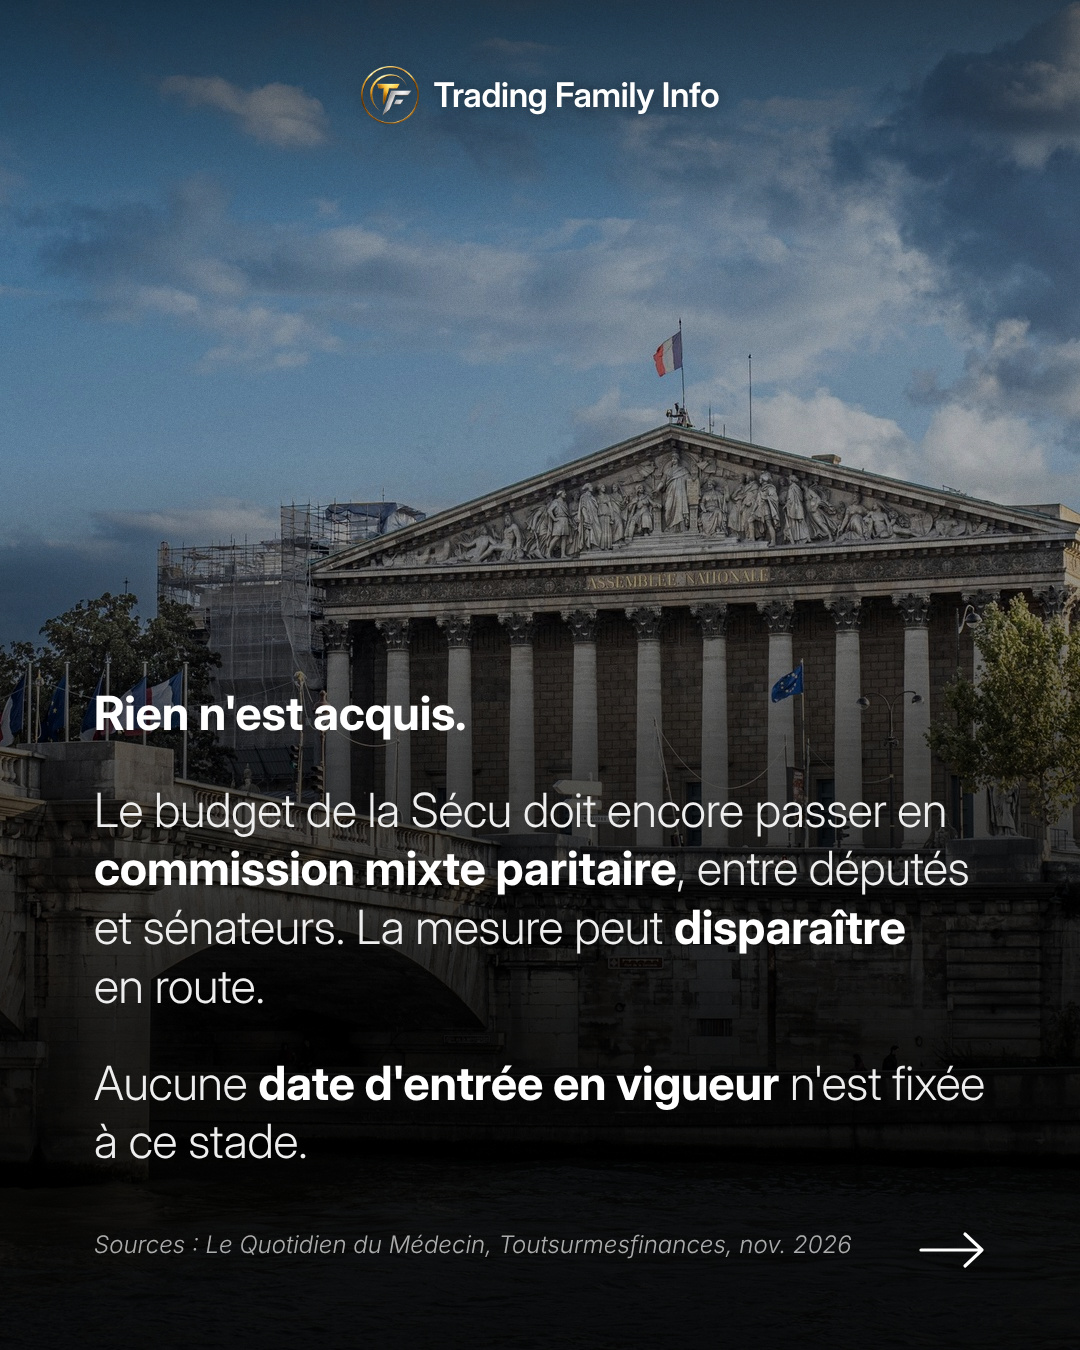 TF Trading Family Info
ASSEMBLEE NATIONALE
Rien n'est acquis.
Le budget de la Sécu doit encore passer en
commission mixte paritaire, entre députés
et sénateurs. La mesure peut disparaître
en route.
Aucune date d'entrée en vigueur n'est fixée
à ce stade.
Sources : Le Quotidien du Médecin, Toutsurmesfinances, nov. 2026